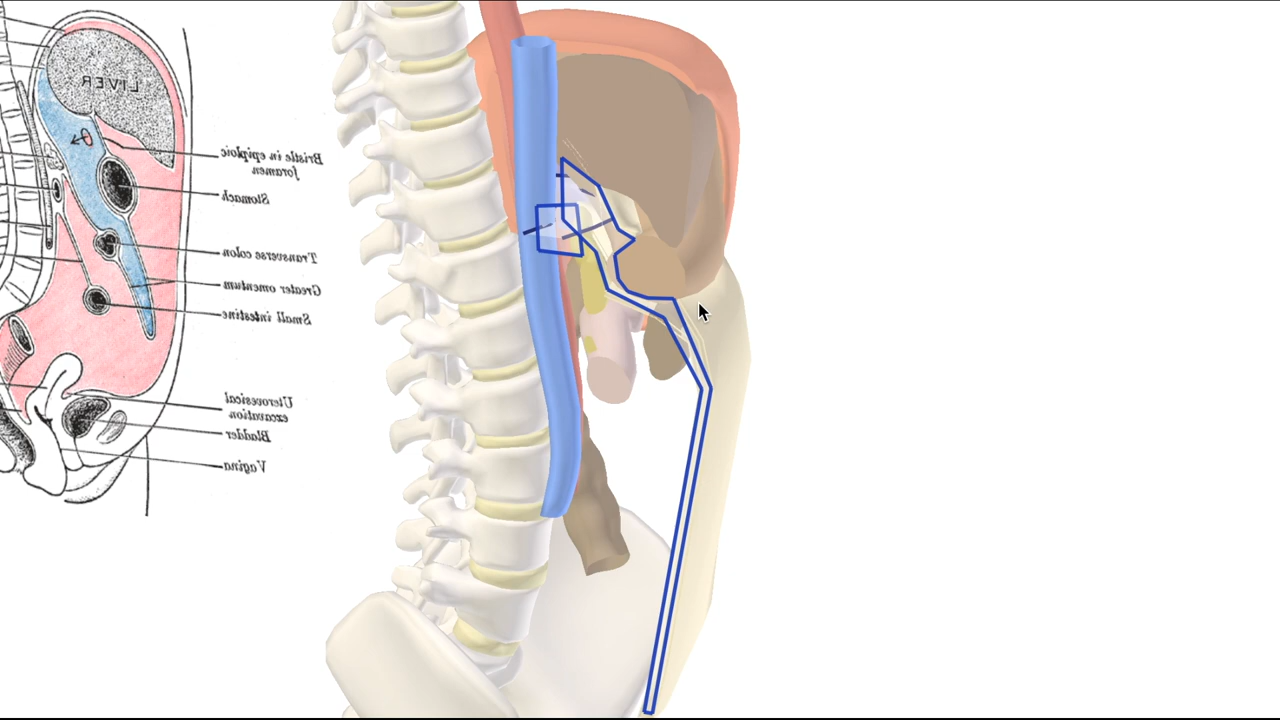 LIVER
Bristle in epiploic
foramen
Stomach
Transverse colon
Greater omentum
Small intestine
Uterovesical
excavation
Bladder
Vagina